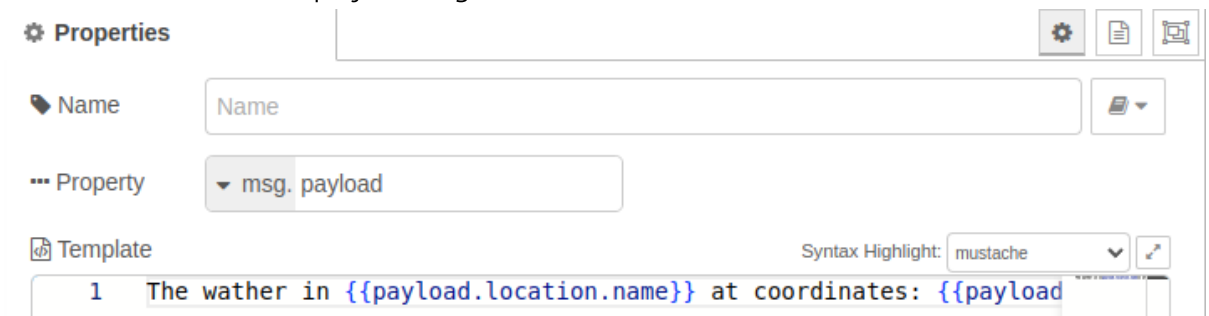 Properties
Name Name
Property msg. payload
Template Syntax Highlight: mustache
1 The wather in {{payload.location.name}} at coordinates: {{payload